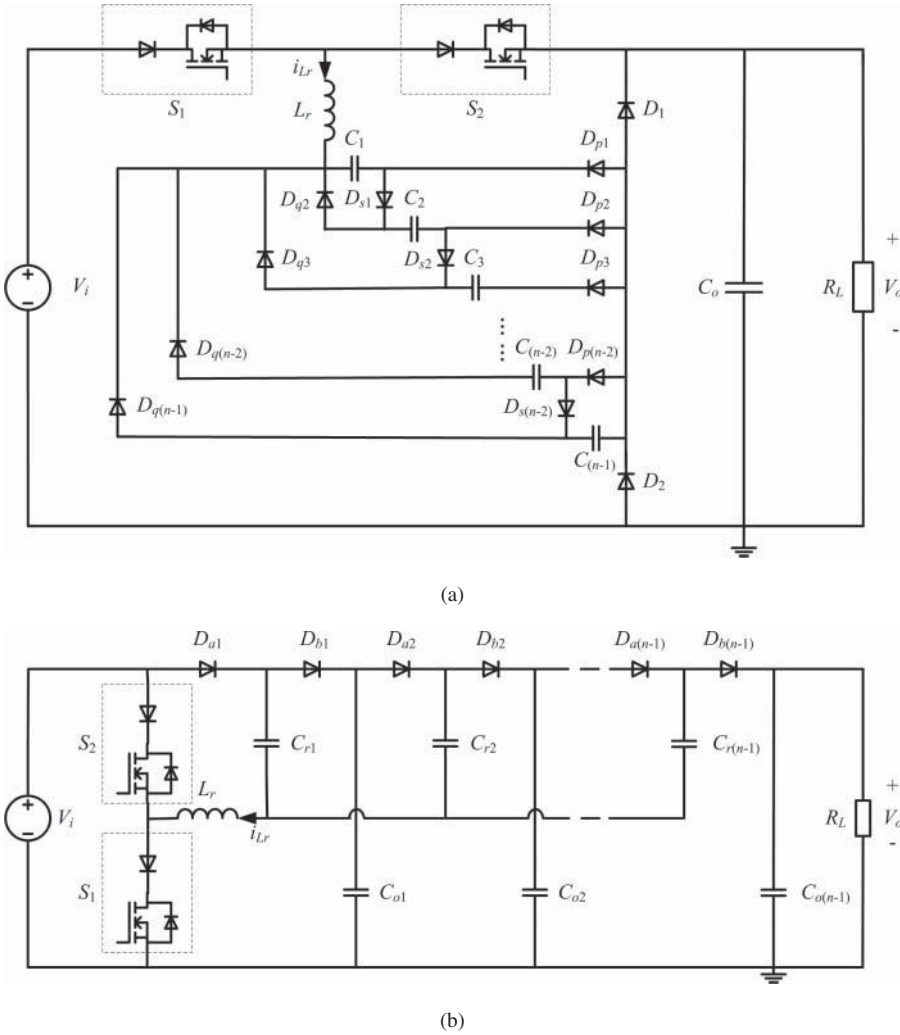 S1
iLr
Lr
S2
D1
C1
Dp1
Dq2
Ds1
C2
Dp2
Dq3
Ds2
C3
Dp3
Vi
Co
RL
+
Vo
-
Dq(n-2)
C(n-2)
Dp(n-2)
Dq(n-1)
Ds(n-2)
C(n-1)
D2
(a)
Da1
Db1
Da2
Db2
Da(n-1)
Db(n-1)
S2
Cr1
Cr2
Cr(n-1)
Lr
Vi
iLr
RL
+
Vo
-
S1
Co1
Co2
Co(n-1)
(b)